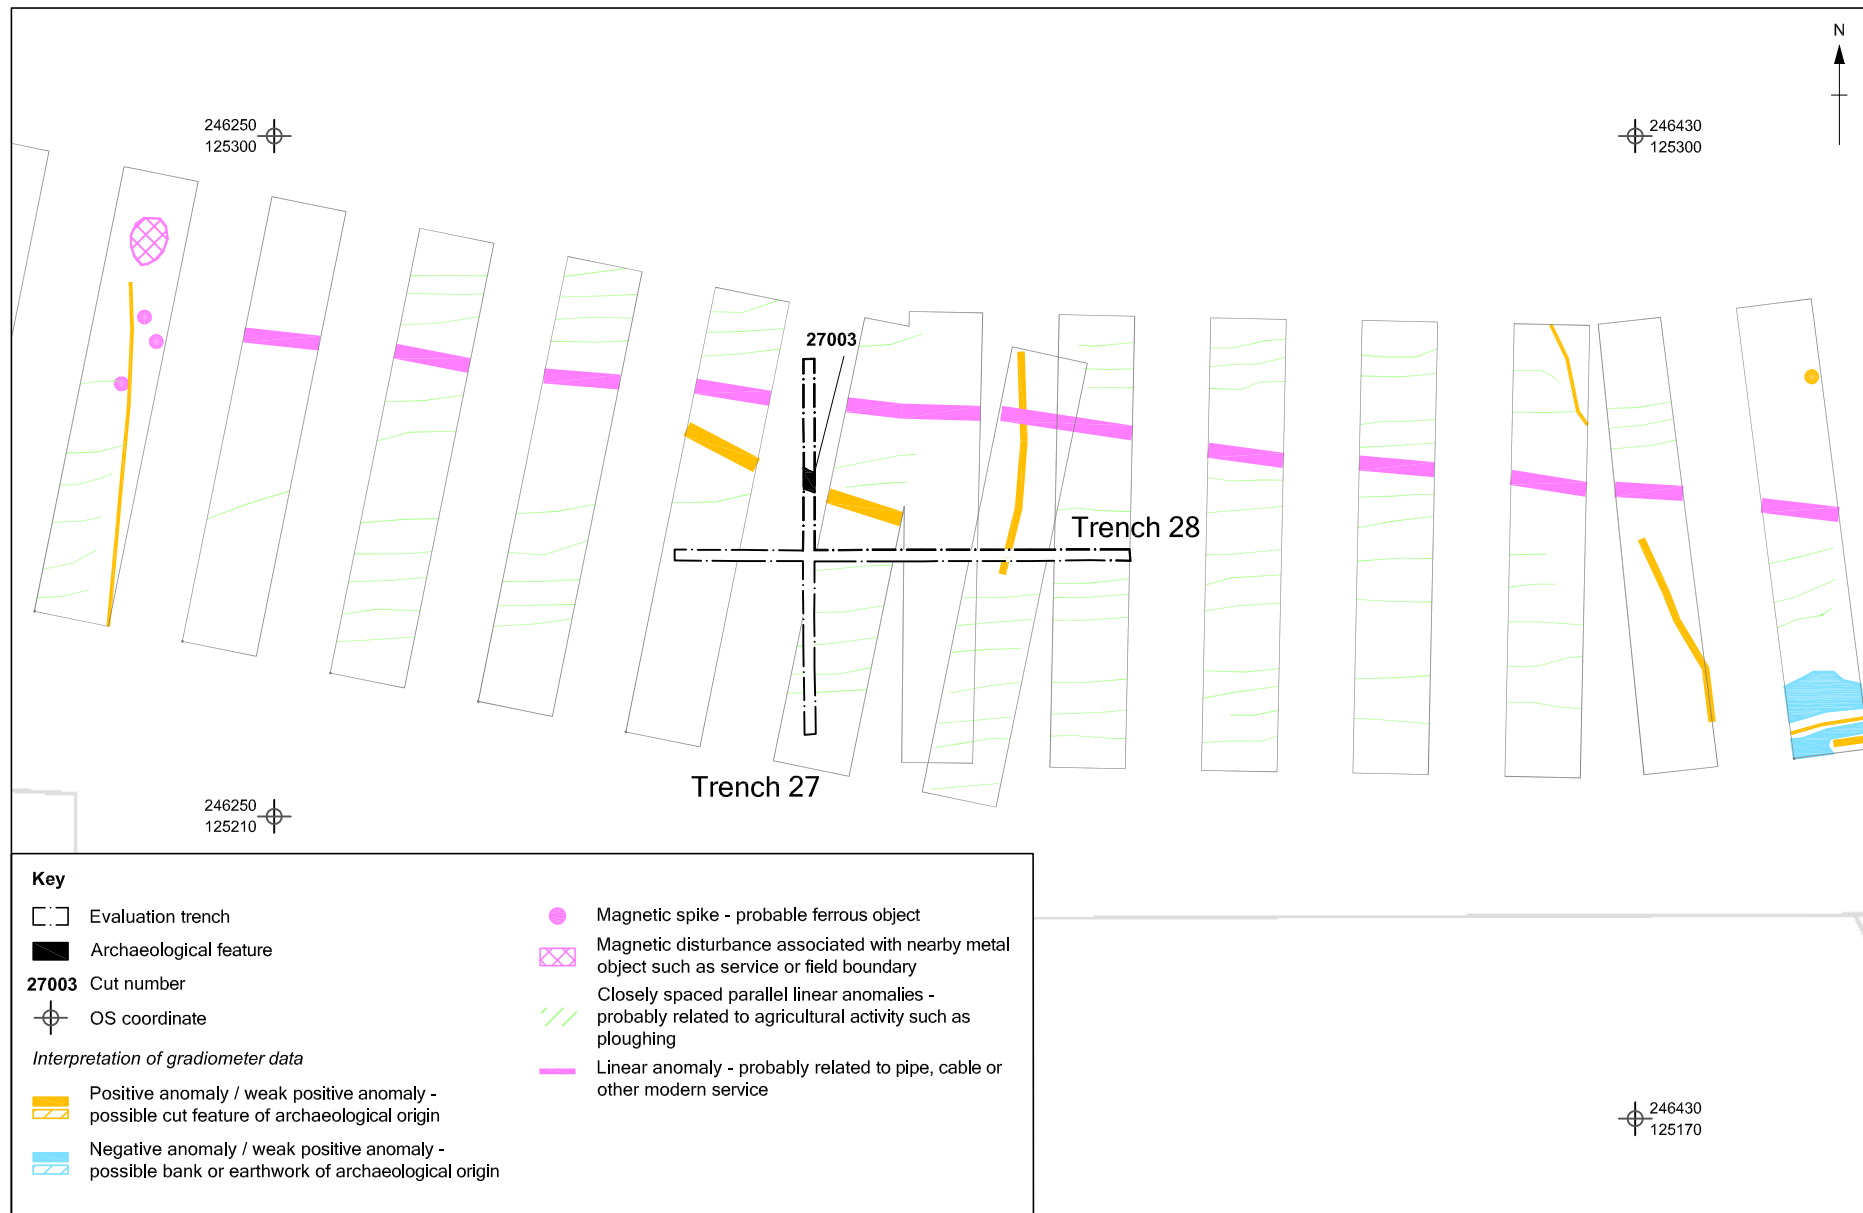 N
246250
125300
246430
125300
27003
Trench 28
Trench 27
246250
125210
Key
Evaluation trench
Archaeological feature
27003 Cut number
OS coordinate
Interpretation of gradiometer data
Positive anomaly / weak positive anomaly -
possible cut feature of archaeological origin
Negative anomaly / weak positive anomaly -
possible bank or earthwork of archaeological origin
Magnetic spike - probable ferrous object
Magnetic disturbance associated with nearby metal
object such as service or field boundary
Closely spaced parallel linear anomalies -
probably related to agricultural activity such as
ploughing
Linear anomaly - probably related to pipe, cable or
other modern service
246430
125170